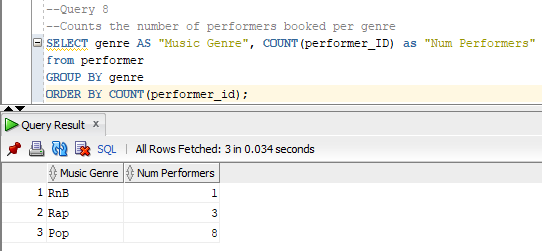 --Query 8
--Counts the number of performers booked per genre
SELECT genre AS "Music Genre", COUNT(performer_ID) as "Num Performers"
from performer
GROUP BY genre
ORDER BY COUNT(performer_id);
Query Result x
SQL | All Rows Fetched: 3 in 0.034 seconds
Music Genre Num Performers
1 RnB 1
2 Rap 3
3 Pop 8